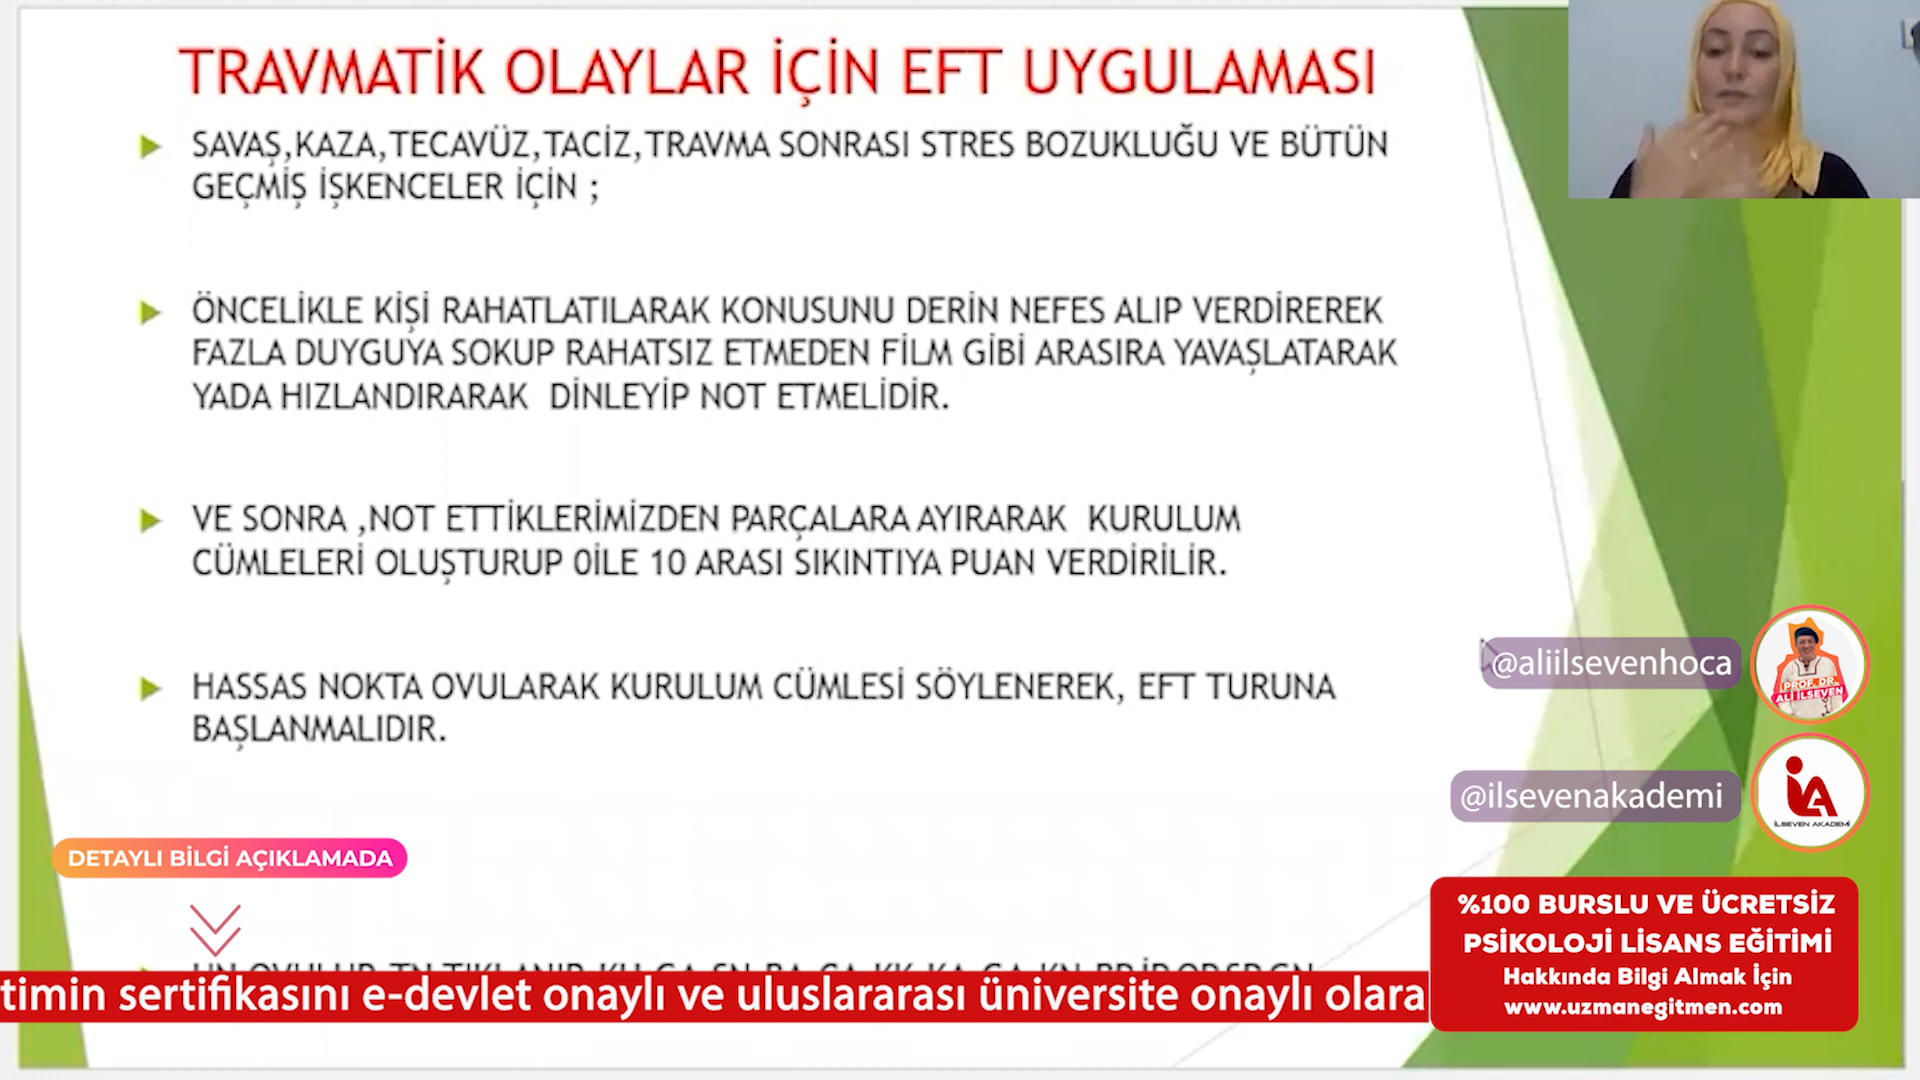 TRAVMATİK OLAYLAR İÇİN EFT UYGULAMASI
SAVAŞ,KAZA,TECAVÜZ,TACİZ,TRAVMA SONRASI STRES BOZUKLUĞU VE BÜTÜN
GEÇMİŞ İŞKENCELER İÇİN ;
ÖNCELİKLE KİŞİ RAHATLATILARAK KONUSUNU DERİN NEFES ALIP VERDİREREK
FAZLA DUYGUYA SOKUP RAHATSIZ ETMEDEN FİLM GİBİ ARASIRA YAVAŞLATARAK
YADA HIZLANDIRARAK DİNLEYİP NOT ETMELİDİR.
VE SONRA ,NOT ETTİKLERİMİZDEN PARÇALARA AYIRARAK KURULUM
CÜMLELERİ OLUŞTURUP 0İLE 10 ARASI SIKINTIYA PUAN VERDİRİLİR.
HASSAS NOKTA OVULARAK KURULUM CÜMLESİ SÖYLENEREK, EFT TURUNA
BAŞLANMALIDIR.
@aliilsevenhoca
PROF. DR.
ALİ İLSEVEN
@ilsevenakademi
İLSEVEN AKADEMİ
DETAYLI BİLGİ AÇIKLAMADA
timin sertifikasını e-devlet onaylı ve uluslararası üniversite onaylı olara
%100 BURSLU VE ÜCRETSİZ
PSİKOLOJİ LİSANS EĞİTİMİ
Hakkında Bilgi Almak İçin
www.uzmanegitmen.com